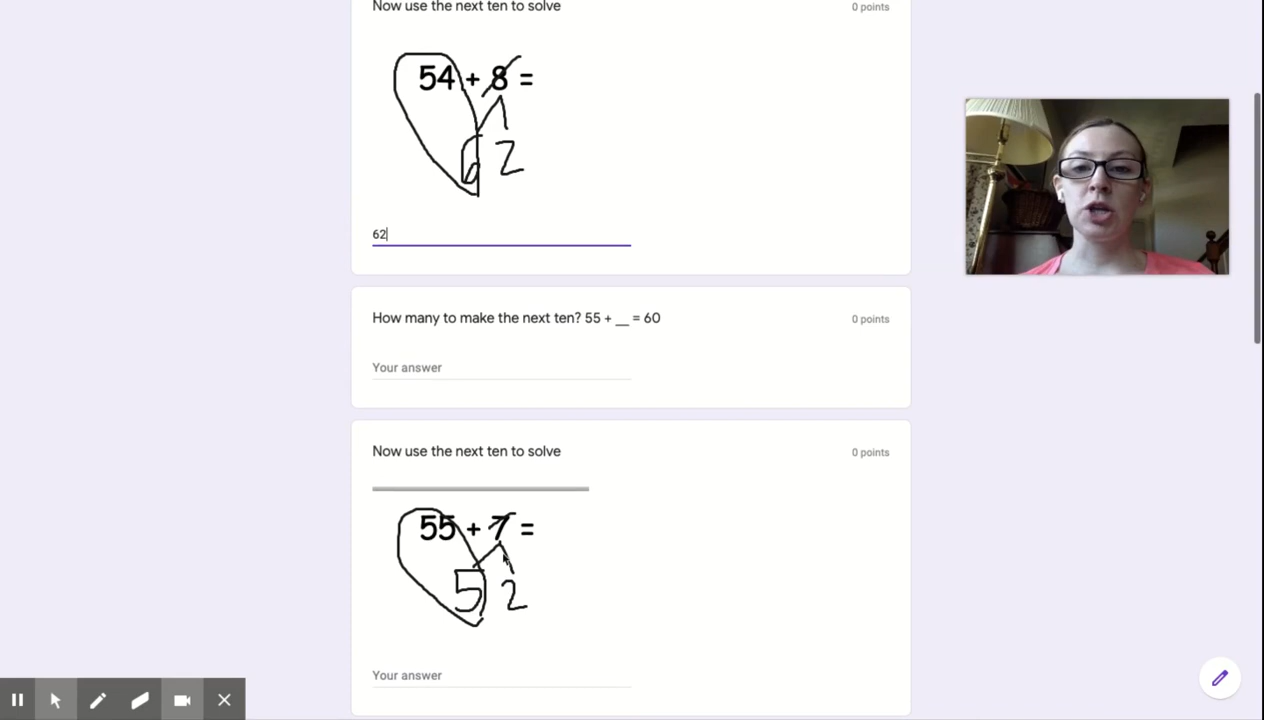 Now use the next ten to solve
0 points
54 + 8 =
6 2
62
How many to make the next ten? 55 + __ = 60
0 points
Your answer
Now use the next ten to solve
0 points
55 + 7 =
5 2
Your answer